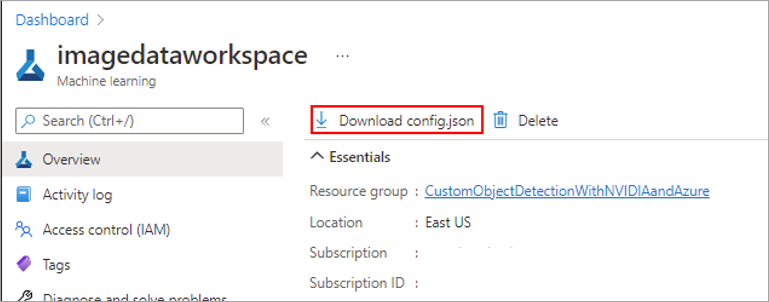 Dashboard >
imagedataworkspace ...
Machine learning
Search (Ctrl+/) «
Download config.json Delete
Overview
Essentials
Activity log
Resource group : CustomObjectDetectionWithNVIDIAandAzure
Access control (IAM)
Location : East US
Tags
Subscription :
Diagnose and solve problems
Subscription ID :